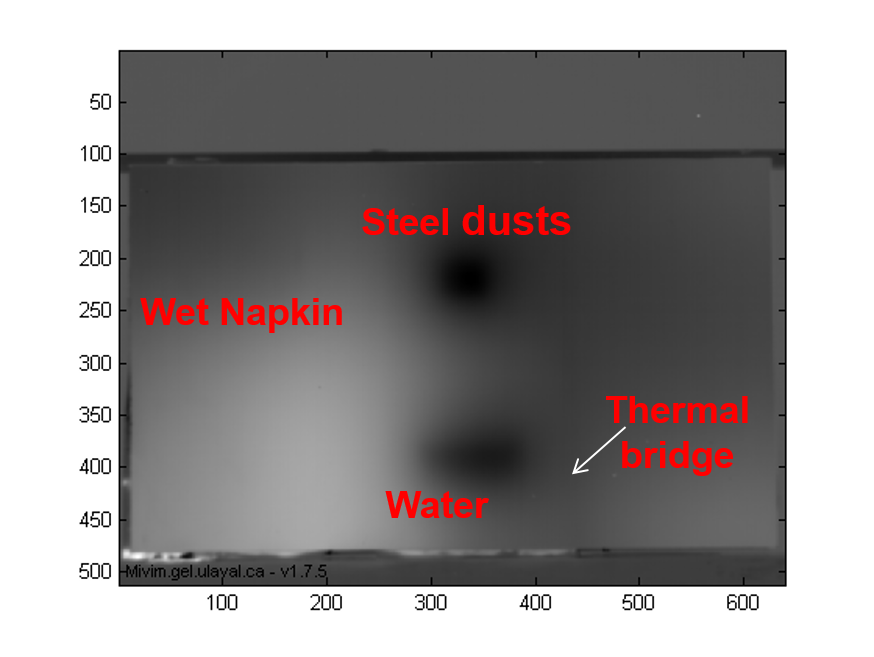 50
100
150
Steel dusts
200
250
Wet Napkin
300
350
Thermal
bridge
400
Water
450
500
Mivim.gel.ulaval.ca - v1.7.5
100 200 300 400 500 600